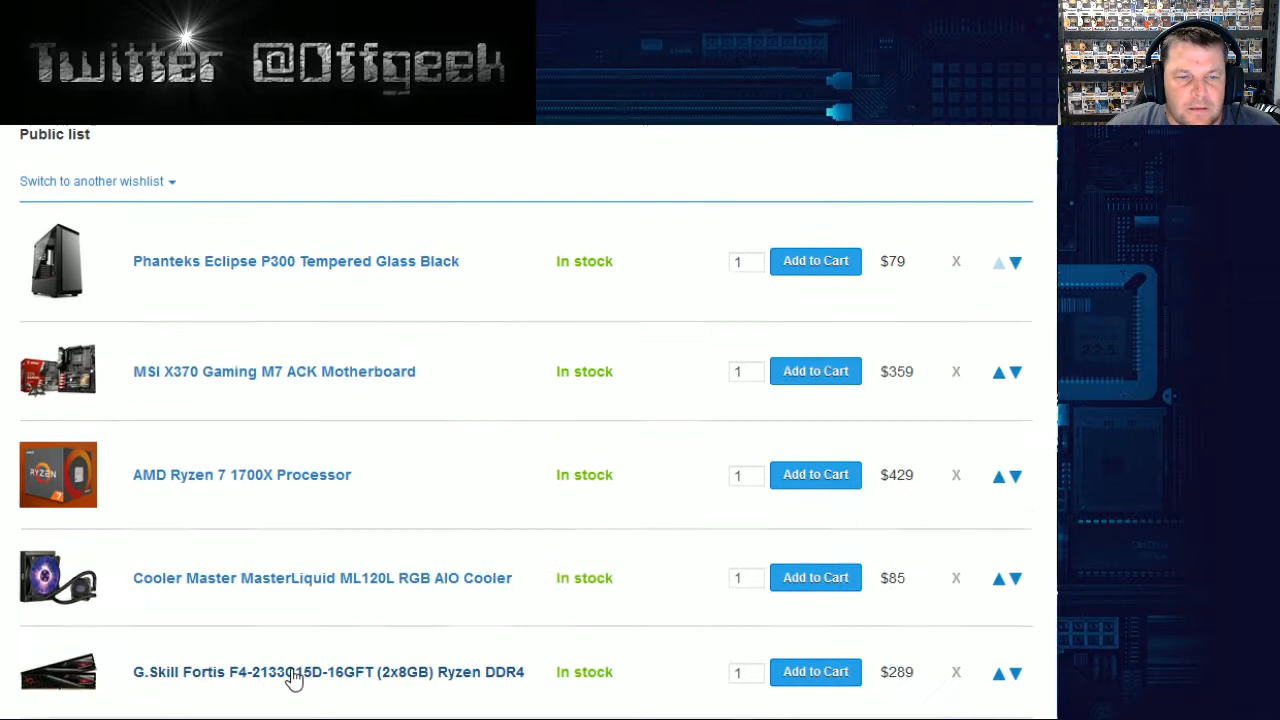 Twitter @Offgeek
Public list
Switch to another wishlist
Phanteks Eclipse P300 Tempered Glass Black In stock 1 Add to Cart $79 X
MSI X370 Gaming M7 ACK Motherboard In stock 1 Add to Cart $359 X
AMD Ryzen 7 1700X Processor In stock 1 Add to Cart $429 X
Cooler Master MasterLiquid ML120L RGB AIO Cooler In stock 1 Add to Cart $85 X
G.Skill Fortis F4-2133C15D-16GFT (2x8GB) Ryzen DDR4 In stock 1 Add to Cart $289 X